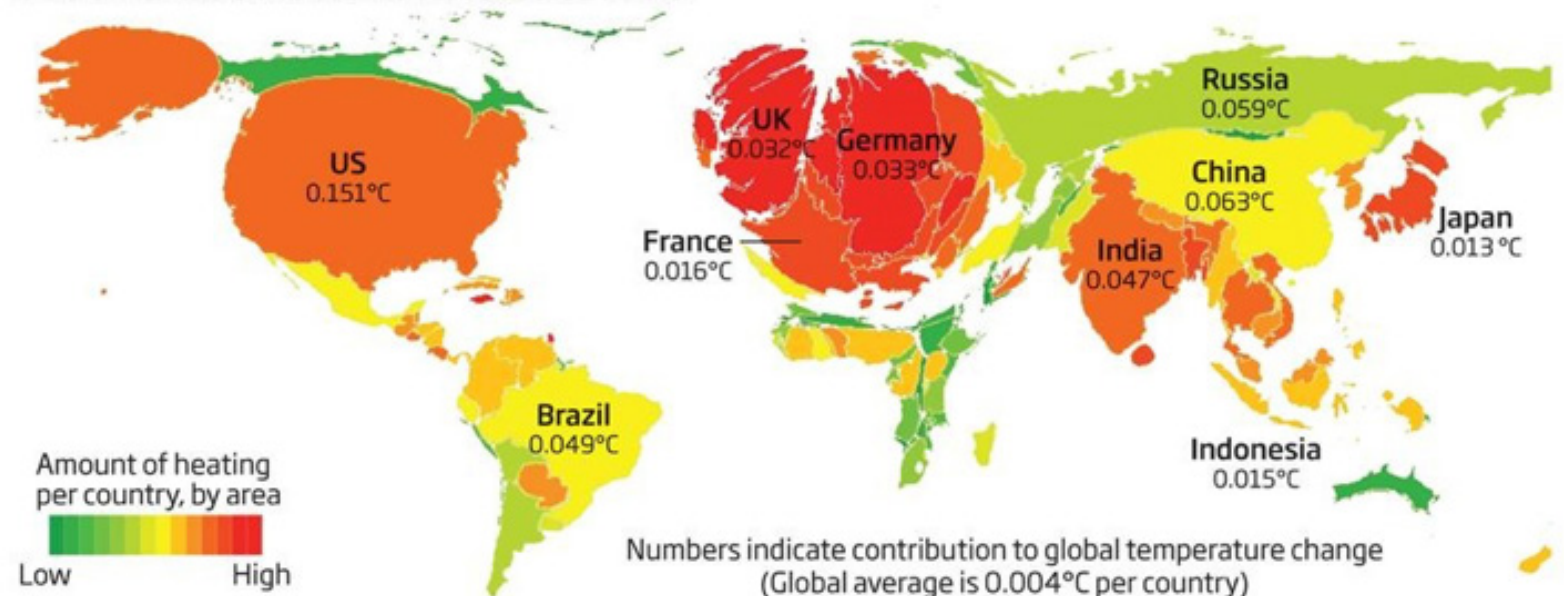 Russia
0.059°C
UK
0.032°C
Germany
0.033°C
US
0.151°C
China
0.063°C
Japan
0.013°C
France
0.016°C
India
0.047°C
Brazil
0.049°C
Indonesia
0.015°C
Amount of heating
per country, by area
Low High
Numbers indicate contribution to global temperature change
(Global average is 0.004°C per country)